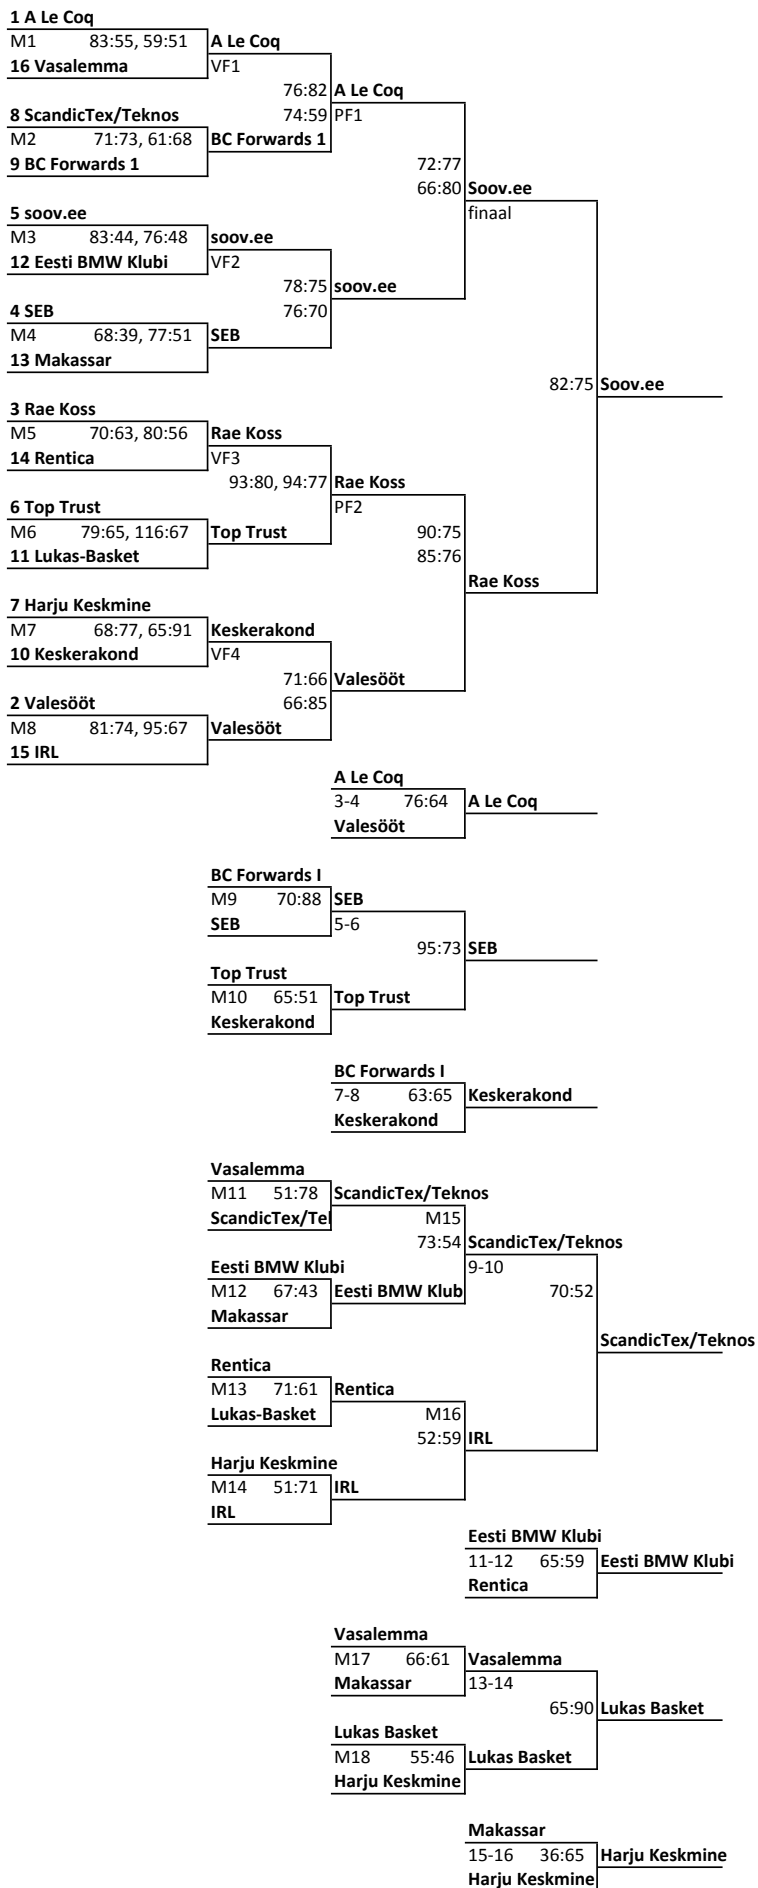 1 A Le Coq
M1 83:55, 59:51 A Le Coq
16 Vasalemma VF1
76:82 A Le Coq
8 ScandicTex/Teknos 74:59 PF1
M2 71:73, 61:68 BC Forwards 1
9 BC Forwards 1 72:77
66:80 Soov.ee
5 soov.ee finaal
M3 83:44, 76:48 soov.ee
12 Eesti BMW Klubi VF2
78:75 soov.ee
4 SEB 76:70
M4 68:39, 77:51 SEB
13 Makassar
82:75 Soov.ee
3 Rae Koss
M5 70:63, 80:56 Rae Koss
14 Rentica VF3
93:80, 94:77 Rae Koss
6 Top Trust PF2
M6 79:65, 116:67 Top Trust 90:75
11 Lukas-Basket 85:76
Rae Koss
7 Harju Keskmine
M7 68:77, 65:91 Keskerakond
10 Keskerakond VF4
71:66 Valesööt
2 Valesööt 66:85
M8 81:74, 95:67 Valesööt
15 IRL
A Le Coq
3-4 76:64 A Le Coq
Valesööt
BC Forwards I
M9 70:88 SEB
SEB 5-6
95:73 SEB
Top Trust
M10 65:51 Top Trust
Keskerakond
BC Forwards I
7-8 63:65 Keskerakond
Keskerakond
Vasalemma
M11 51:78 ScandicTex/Teknos
ScandicTex/Te M15
73:54 ScandicTex/Teknos
Eesti BMW Klubi 9-10
M12 67:43 Eesti BMW Klub 70:52
Makassar
ScandicTex/Teknos
Rentica
M13 71:61 Rentica
Lukas-Basket M16
52:59 IRL
Harju Keskmine
M14 51:71 IRL
IRL
Eesti BMW Klubi
11-12 65:59 Eesti BMW Klubi
Rentica
Vasalemma
M17 66:61 Vasalemma
Makassar 13-14
65:90 Lukas Basket
Lukas Basket
M18 55:46 Lukas Basket
Harju Keskmine
Makassar
15-16 36:65 Harju Keskmine
Harju Keskmine